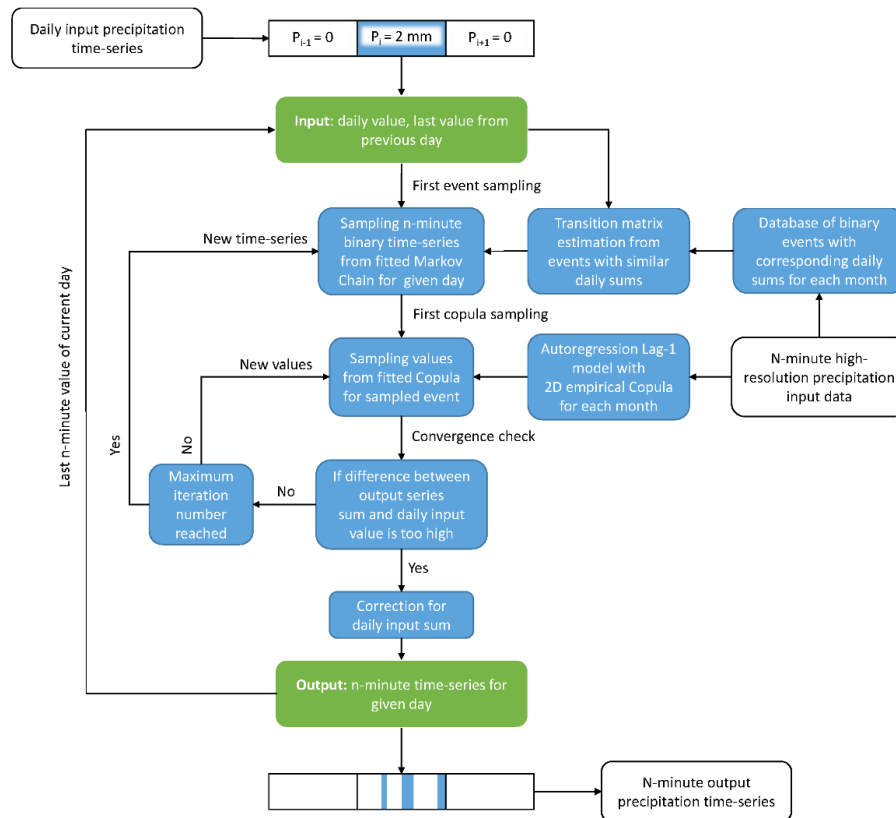 Daily input precipitation
time-series
Pi-1 = 0
Pi = 2 mm
Pi+1 = 0
Input: daily value, last value from
previous day
First event sampling
New time-series
Sampling n-minute
binary time-series
from fitted Markov
Chain for given day
Transition matrix
estimation from
events with similar
daily sums
Database of binary
events with
corresponding daily
sums for each month
First copula sampling
New values
Sampling values
from fitted Copula
for sampled event
Autoregression Lag-1
model with
2D empirical Copula
for each month
N-minute high-
resolution precipitation
input data
Last n-minute value of current day
Yes
No
Convergence check
Maximum
iteration
number
reached
No
If difference between
output series
sum and daily input
value is too high
Yes
Correction for
daily input sum
Output: n-minute time-series for
given day
N-minute output
precipitation time-series